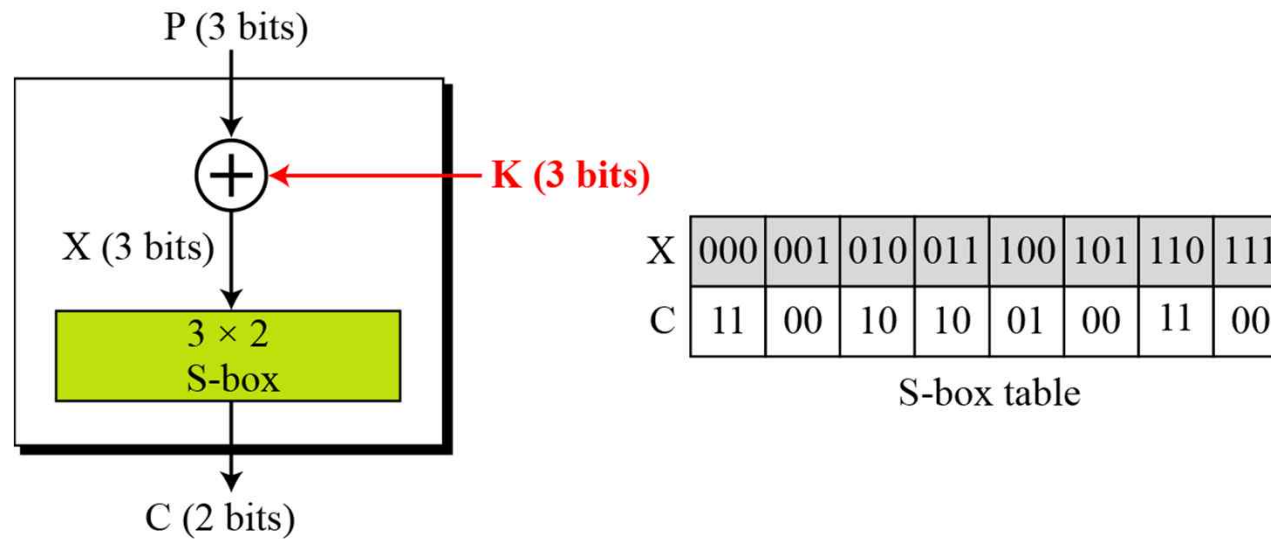 P (3 bits)
K (3 bits)
X (3 bits)
3 × 2
S-box
C (2 bits)
X 000 001 010 011 100 101 110 111
C 11 00 10 10 01 00 11 00
S-box table